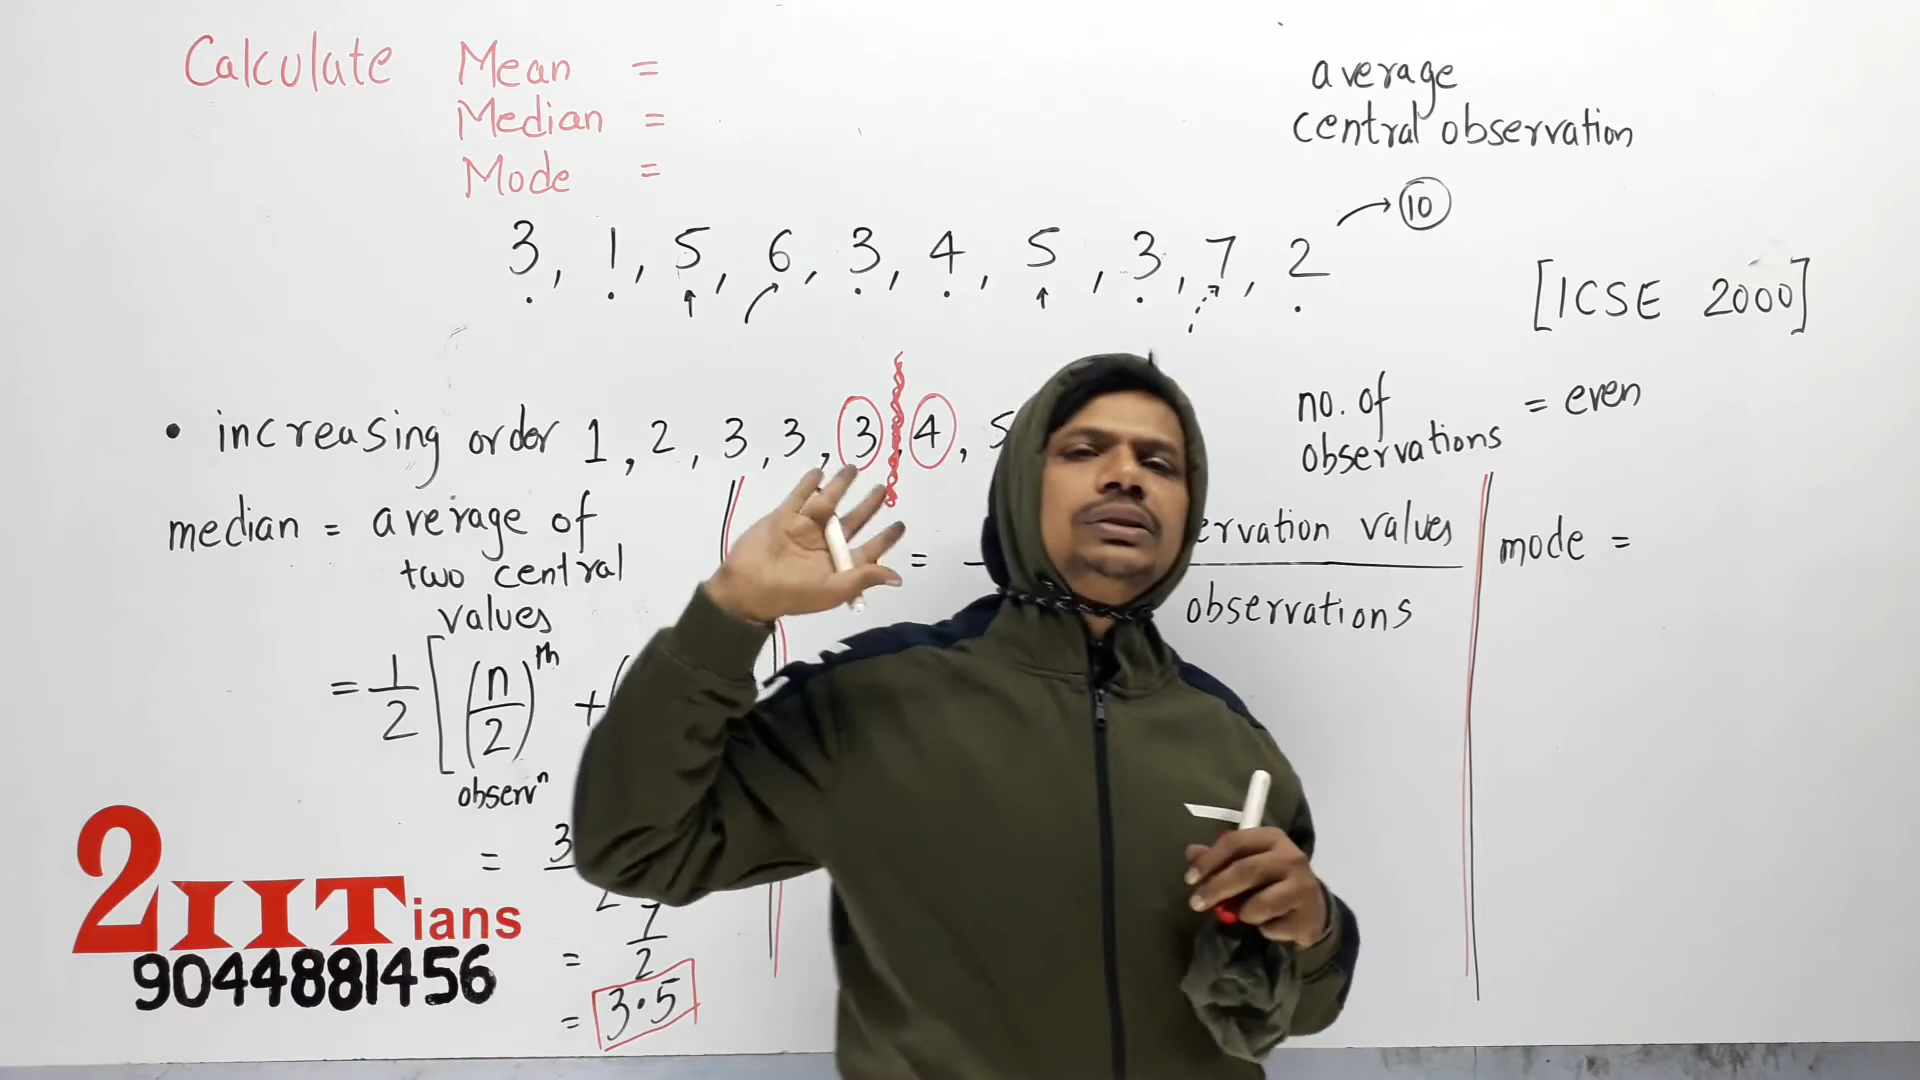 Calculate Mean =
Median =
Mode =
average
central observation
3, 1, 5, 6, 3, 4, 5, 3, 7, 2 → 10
[ICSE 2000]
• increasing order 1, 2, 3, 3, 3, 4, 5
no. of observations = even
median = average of
two central
values
= 1/2 [(n/2)th + (
observn
= 3
2
= 7/2
= 3.5
=
ervation values
observations
mode =
2IITians
9044881456